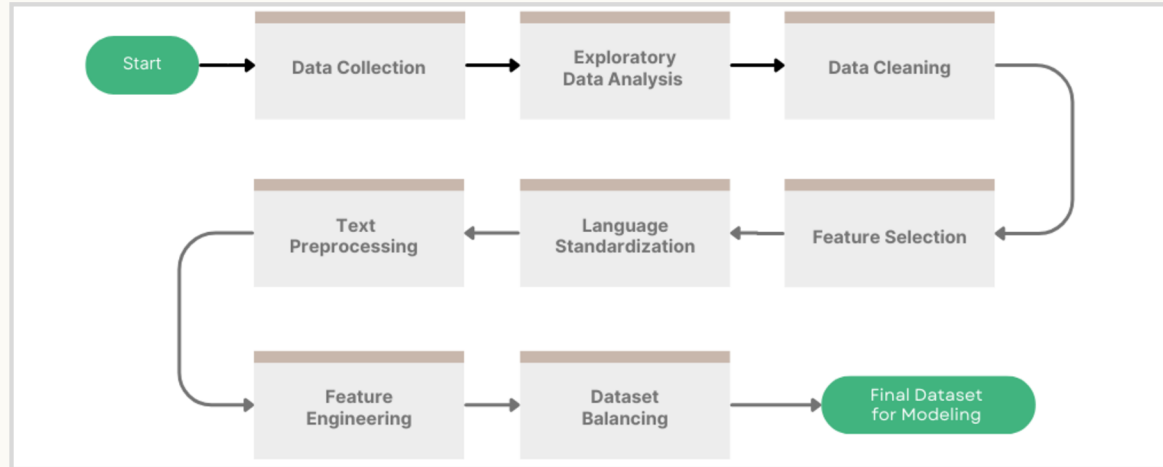 Start
Data Collection
Exploratory
Data Analysis
Data Cleaning
Feature Selection
Language
Standardization
Text
Preprocessing
Feature
Engineering
Dataset
Balancing
Final Dataset
for Modeling